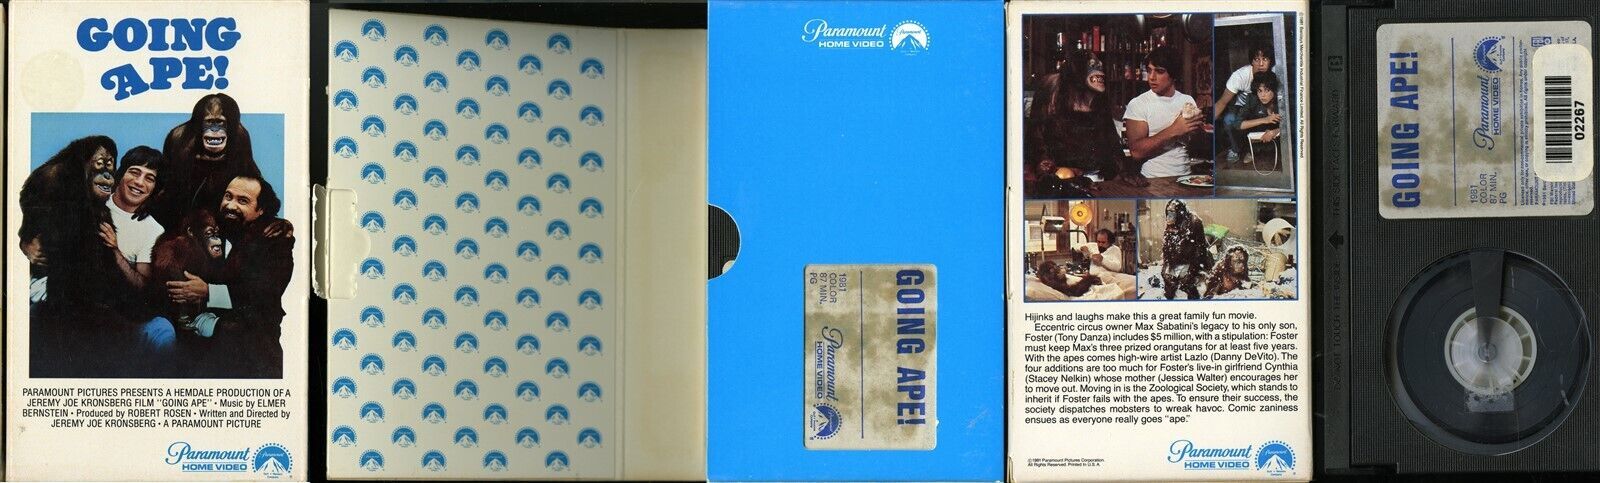 GOING
APE!
PARAMOUNT PICTURES PRESENTS A HEMDALE PRODUCTION OF A
JEREMY JOE KRONSBERG FILM "GOING APE" • Music by ELMER
BERNSTEIN • Produced by ROBERT ROSEN • Written and Directed by
JEREMY JOE KRONSBERG • A PARAMOUNT PICTURE
Paramount
HOME VIDEO
Paramount
Paramount
HOME VIDEO
Paramount
GOING APE!
1981
COLOR
87 MIN.
PG
Paramount
HOME VIDEO
Hijinks and laughs make this a great family fun movie.
Eccentric circus owner Max Sabatini's legacy to his only son,
Foster (Tony Danza) includes $5 million, with a stipulation: Foster
must keep Max's three prized orangutans for at least five years.
With the apes comes high-wire artist Lazlo (Danny DeVito). The
four additions are too much for Foster's live-in girlfriend Cynthia
(Stacey Nelkin) whose mother (Jessica Walter) encourages her
to move out. Moving in is the Zoological Society, which stands to
inherit if Foster fails with the apes. To ensure their success, the
society dispatches mobsters to wreak havoc. Comic zaniness
ensues as everyone really goes "ape."
©1981 Paramount Pictures Corporation.
All Rights Reserved. Printed in U.S.A.
Paramount
HOME VIDEO
Paramount
GOING APE!
1981
COLOR
87 MIN.
PG
Paramount
HOME VIDEO
02267